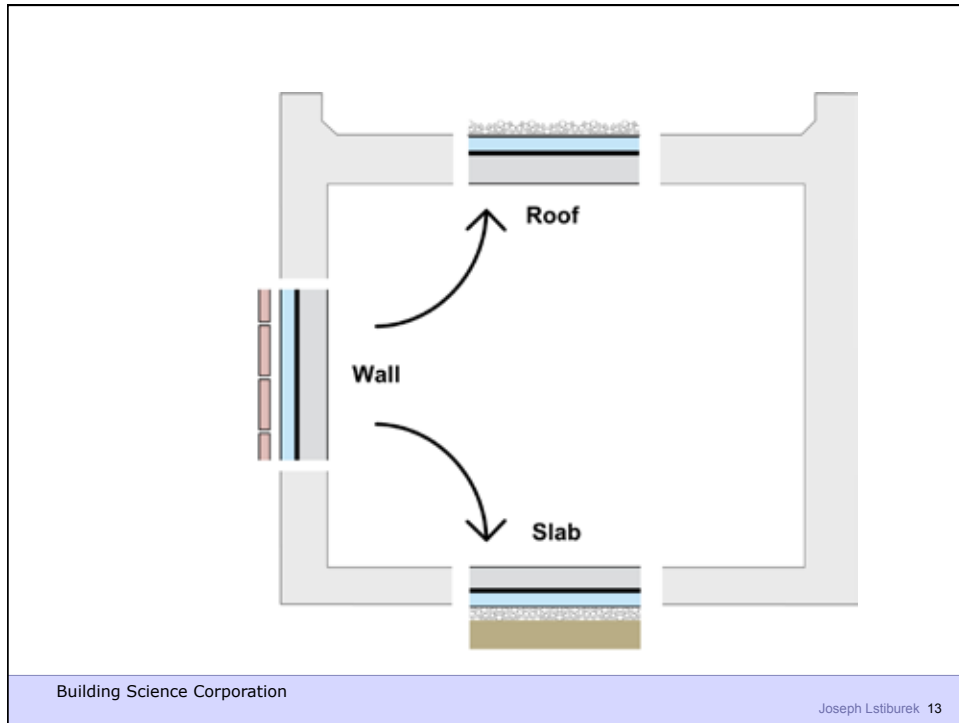 Roof
Wall
Slab
Building Science Corporation
Joseph Lstiburek 13